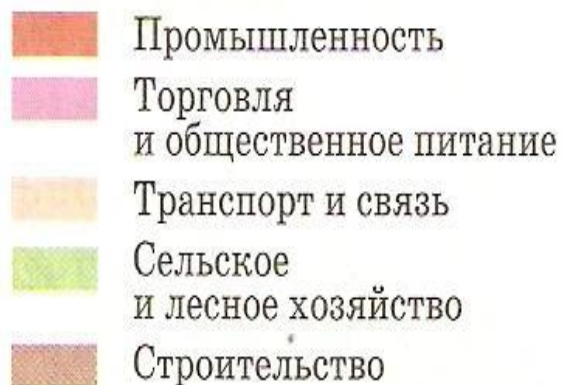 Промышленность
Торговля
и общественное питание
Транспорт и связь
Сельское
и лесное хозяйство
Строительство